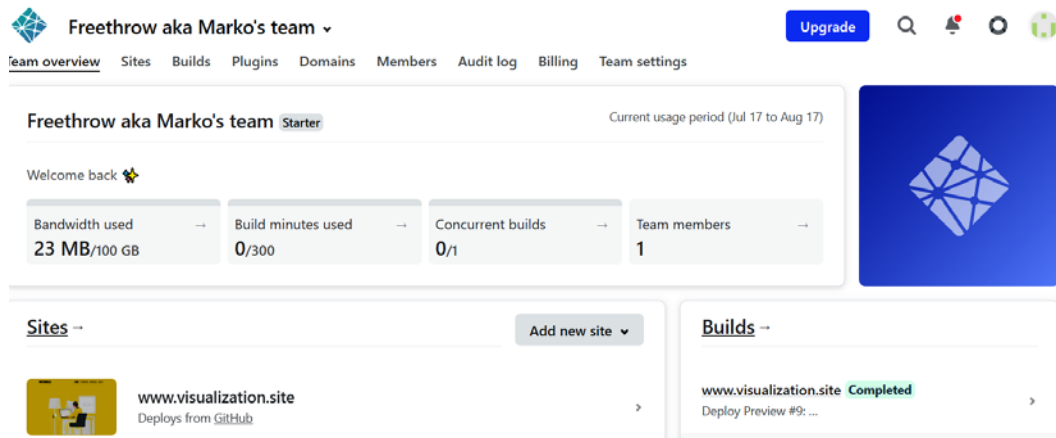 Freethrow aka Marko's team
Upgrade
Team overview Sites Builds Plugins Domains Members Audit log Billing Team settings
Freethrow aka Marko's team Starter
Current usage period (Jul 17 to Aug 17)
Welcome back ✨
Bandwidth used →
23 MB/100 GB
Build minutes used →
0/300
Concurrent builds →
0/1
Team members →
1
Sites →
Add new site
www.visualization.site
Deploys from GitHub
Builds →
www.visualization.site Completed
Deploy Preview #9: ...